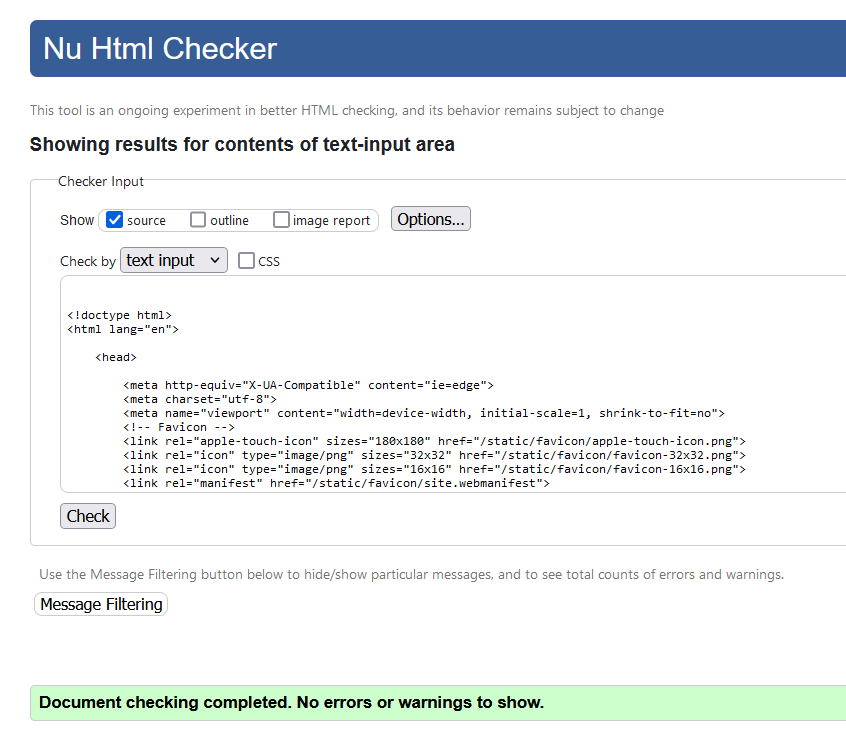 Nu Html Checker
This tool is an ongoing experiment in better HTML checking, and its behavior remains subject to change
Showing results for contents of text-input area
Checker Input
Show source outline image report Options...
Check by text input CSS
<!doctype html>
<html lang="en">
<head>
<meta http-equiv="X-UA-Compatible" content="ie=edge">
<meta charset="utf-8">
<meta name="viewport" content="width=device-width, initial-scale=1, shrink-to-fit=no">
<!-- Favicon -->
<link rel="apple-touch-icon" sizes="180x180" href="/static/favicon/apple-touch-icon.png">
<link rel="icon" type="image/png" sizes="32x32" href="/static/favicon/favicon-32x32.png">
<link rel="icon" type="image/png" sizes="16x16" href="/static/favicon/favicon-16x16.png">
<link rel="manifest" href="/static/favicon/site.webmanifest">
Check
Use the Message Filtering button below to hide/show particular messages, and to see total counts of errors and warnings.
Message Filtering
Document checking completed. No errors or warnings to show.